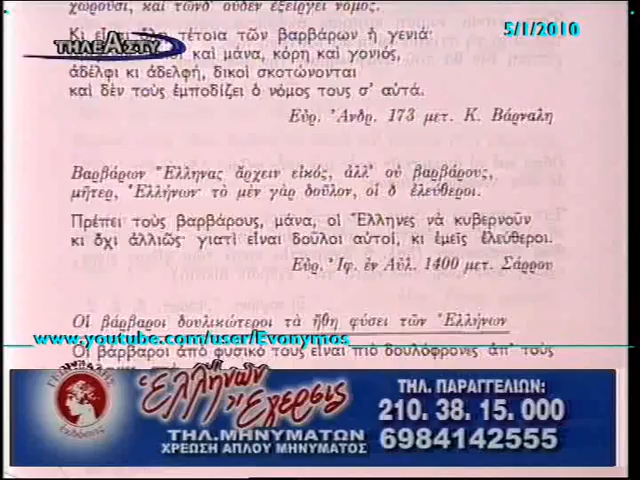 χωροῦσι, καὶ τῶνδ' οὐδὲν ἐξείργει νόμος.
5/1/2010
Κι εἶναι ὅλη τέτοια τῶν βαρβάρων ἡ γενιά·
ΤΗΛΕΑΣΤΥ
καὶ μάνα, κόρη καὶ γονιός,
ἀδέλφι κι ἀδελφή, δικοὶ σκοτώνονται
καὶ δὲν τοὺς ἐμποδίζει ὁ νόμος τους σ' αὐτά.
Εὐρ. Ἀνδρ. 173 μετ. Κ. Βάρναλη
Βαρβάρων Ἕλληνας ἄρχειν εἰκός, ἀλλ' οὐ βαρβάρους,
μῆτερ, Ἑλλήνων· τὸ μὲν γὰρ δοῦλον, οἱ δ' ἐλεύθεροι.
Πρέπει τοὺς βαρβάρους, μάνα, οἱ Ἕλληνες νὰ κυβερνοῦν
κι ὄχι ἀλλιῶς· γιατὶ εἶναι δοῦλοι αὐτοί, κι ἐμεῖς ἐλεύθεροι.
Εὐρ. Ἰφ. ἐν Αὐλ. 1400 μετ. Σάρρου
Οἱ βάρβαροι δουλικώτεροι τὰ ἤθη φύσει τῶν Ἑλλήνων
www.youtube.com/user/Evonymos
Οἱ βάρβαροι ἀπὸ φυσικό τους εἶναι πιὸ δουλόφρονες ἀπ' τοὺς
Ἑλλήνων Ἔγερσις
ἐκδόσεις
ΤΗΛ. ΠΑΡΑΓΓΕΛΙΩΝ:
210. 38. 15. 000
ΤΗΛ.ΜΗΝΥΜΑΤΩΝ
6984142555
ΧΡΕΩΣΗ ΑΠΛΟΥ ΜΗΝΥΜΑΤΟΣ